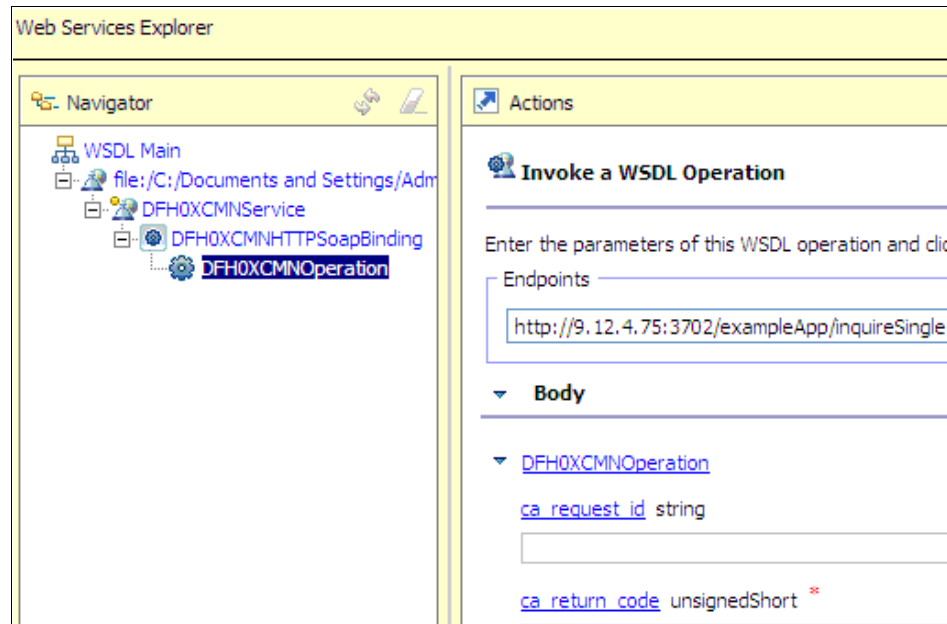 Web Services Explorer
Navigator
WSDL Main
file:/C:/Documents and Settings/Adm
DFH0XCMNService
DFH0XCMNHTTPSoapBinding
DFH0XCMNOperation
Actions
Invoke a WSDL Operation
Enter the parameters of this WSDL operation and clic
Endpoints
http://9.12.4.75:3702/exampleApp/inquireSingle
Body
DFH0XCMNOperation
ca_request_id string
ca_return_code unsignedShort *